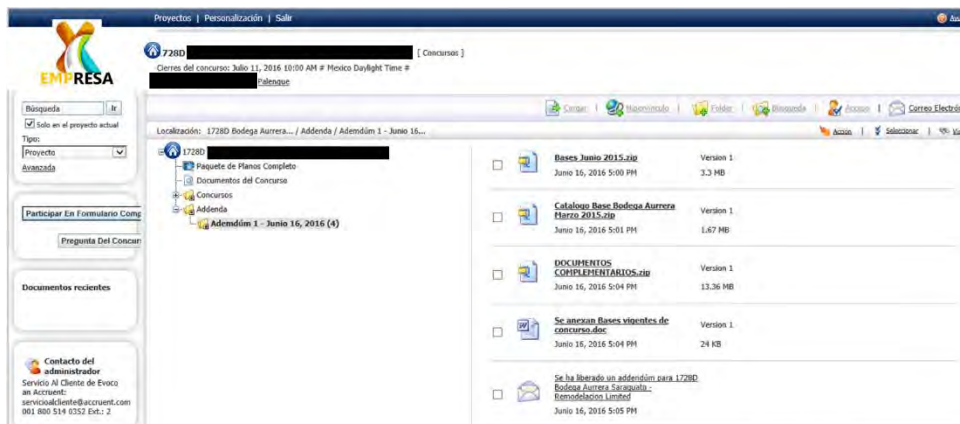 Proyectos | Personalización | Salir
EMPRESA
728D [ Concursos ]
Cierres del concurso: Julio 11, 2016 10:00 AM # Mexico Daylight Time #
Palenque
Búsqueda Ir
Solo en el proyecto actual
Tipo:
Proyecto
Avanzada
Participar En Formulario Comp
Pregunta Del Concur
Documentos recientes
Contacto del
administrador
Servicio Al Cliente de Evoco
an Accruent:
servicioalcliente@accruent.com
001 800 514 0352 Ext.: 2
Cargar | Hipervínculo | Folder | Búsqueda | Acceso | Correo Electró
Localización: 1728D Bodega Aurrera... / Addenda / Ademdúm 1 - Junio 16...
Acción | Seleccionar |
1728D
Paquete de Planos Completo
Documentos del Concurso
Concursos
Addenda
Ademdúm 1 - Junio 16, 2016 (4)
Bases Junio 2015.zip Version 1
Junio 16, 2016 5:00 PM 3.3 MB
Catalogo Base Bodega Aurrera
Marzo 2015.zip Version 1
Junio 16, 2016 5:01 PM 1.67 MB
DOCUMENTOS
COMPLEMENTARIOS.zip Version 1
Junio 16, 2016 5:04 PM 13.36 MB
Se anexan Bases vigentes de
concurso.doc Version 1
Junio 16, 2016 5:04 PM 24 KB
Se ha liberado un addendúm para 1728D
Bodega Aurrera Saraguato -
Remodelacion Limited
Junio 16, 2016 5:05 PM